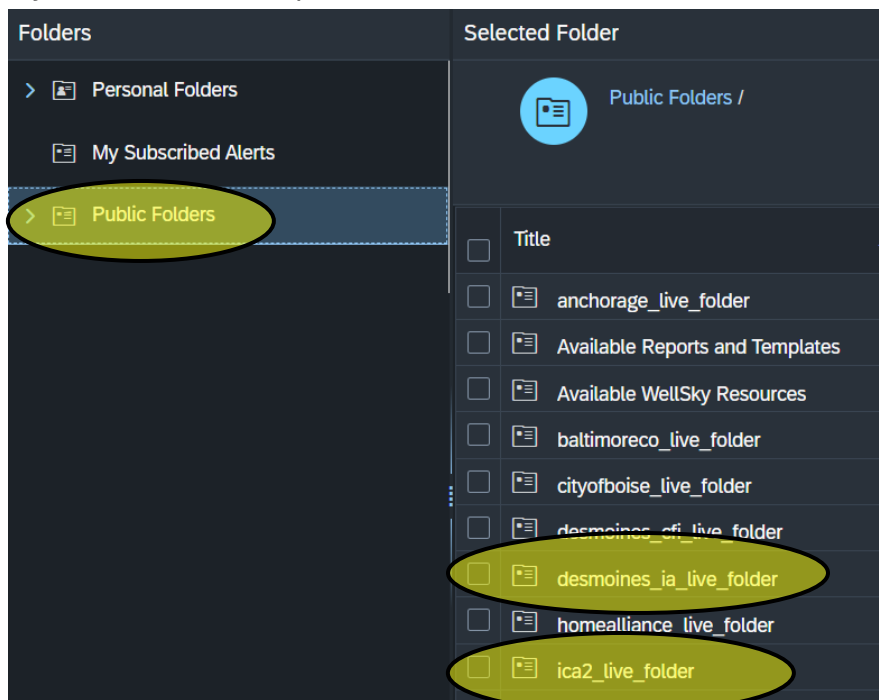 Folders
Personal Folders
My Subscribed Alerts
Public Folders
Selected Folder
Public Folders /
Title
anchorage_live_folder
Available Reports and Templates
Available WellSky Resources
baltimoreco_live_folder
cityofboise_live_folder
desmoines_cfi_live_folder
desmoines_ia_live_folder
homealliance_live_folder
ica2_live_folder